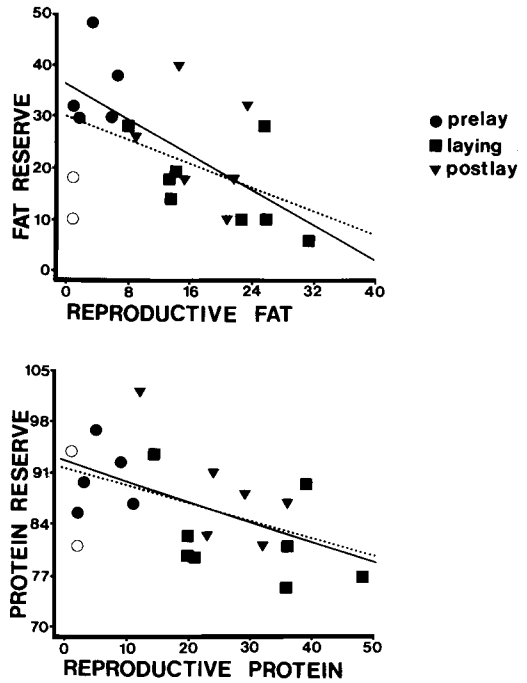 50
40
30
20
10
0
FAT RESERVE
0 8 16 24 32 40
REPRODUCTIVE FAT
prelay
laying
postlay
105
98
91
84
77
70
PROTEIN RESERVE
0 10 20 30 40 50
REPRODUCTIVE PROTEIN